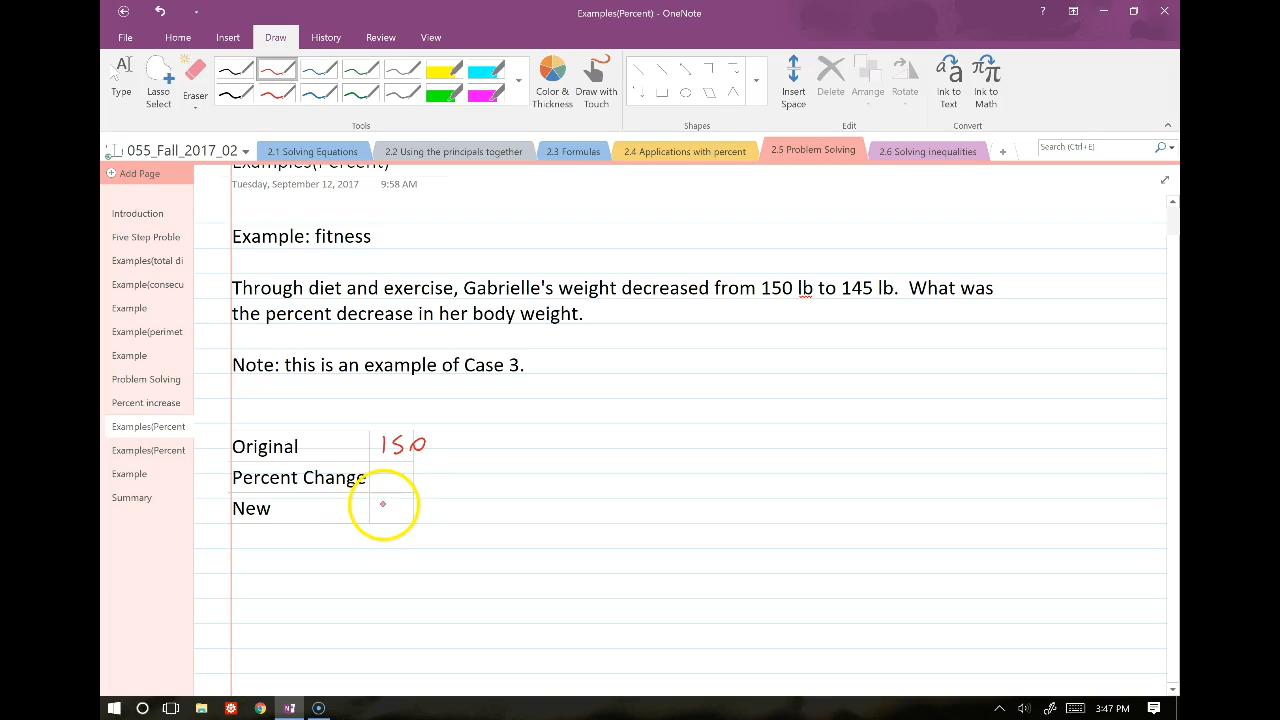 Examples(Percent) - OneNote
?
File Home Insert Draw History Review View
Type
Lasso Select
Eraser
Color & Thickness
Draw with Touch
Insert Space
Delete
Arrange
Rotate
Ink to Text
Ink to Math
Tools Shapes Edit Convert
055_Fall_2017_02
2.1 Solving Equations
2.2 Using the principals together
2.3 Formulas
2.4 Applications with percent
2.5 Problem Solving
2.6 Solving inequalities
Search (Ctrl+E)
Add Page
Introduction
Five Step Proble
Examples(total di
Example(consecu
Example
Example(perimet
Example
Problem Solving
Percent increase
Examples(Percent
Examples(Percent
Example
Summary
Examples(Percent)
Tuesday, September 12, 2017 9:58 AM
Example: fitness
Through diet and exercise, Gabrielle's weight decreased from 150 lb to 145 lb. What was
the percent decrease in her body weight.
Note: this is an example of Case 3.
Original 150
Percent Change
New
3:47 PM